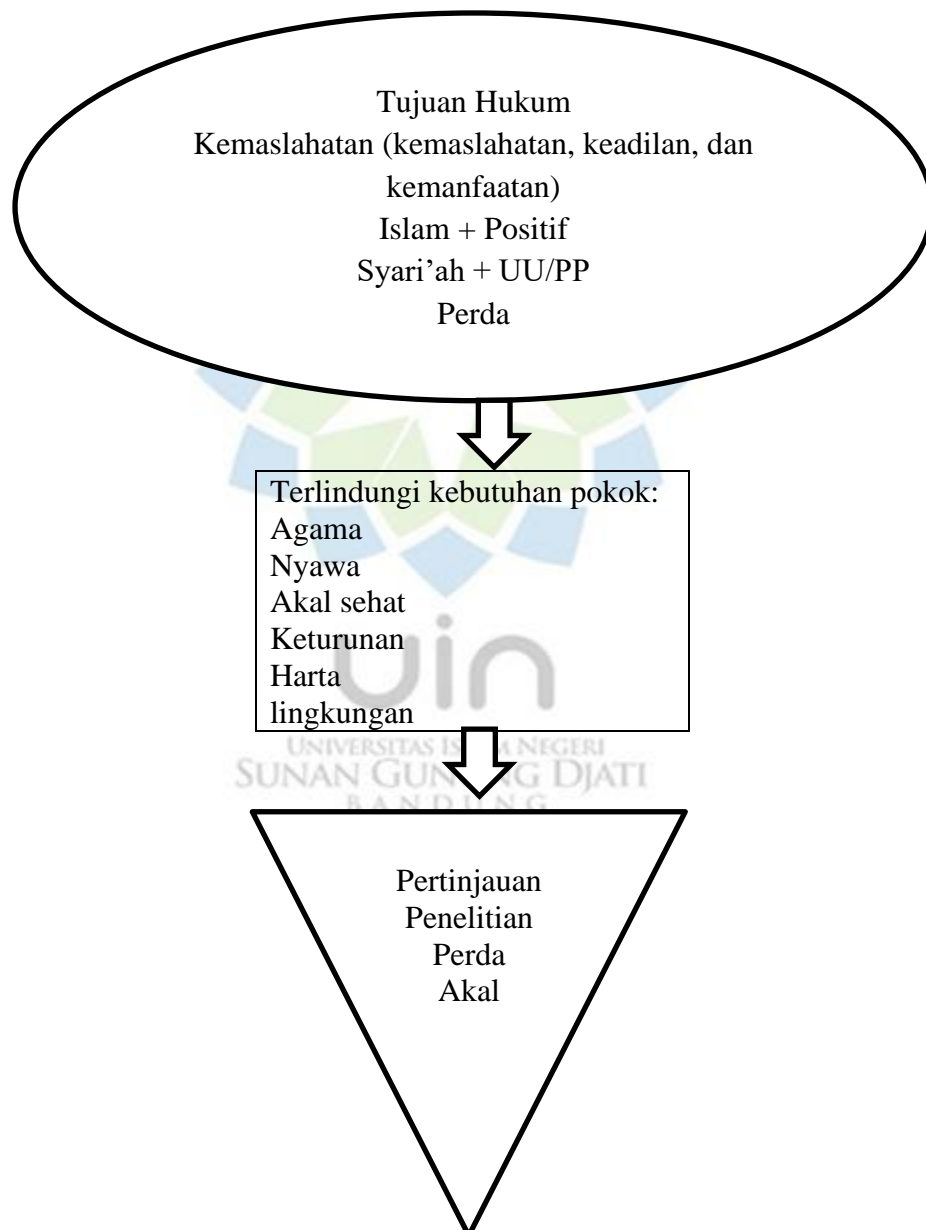 Tujuan Hukum
Kemaslahatan (kemaslahatan, keadilan, dan
kemanfaatan)
Islam + Positif
Syari’ah + UU/PP
Perda
Terlindungi kebutuhan pokok:
Agama
Nyawa
Akal sehat
Keturunan
Harta
lingkungan
uin
UNIVERSITAS NEGERI
SUNAN DJATI
BANDUNG
Pertinjauan
Penelitian
Perda
Akal